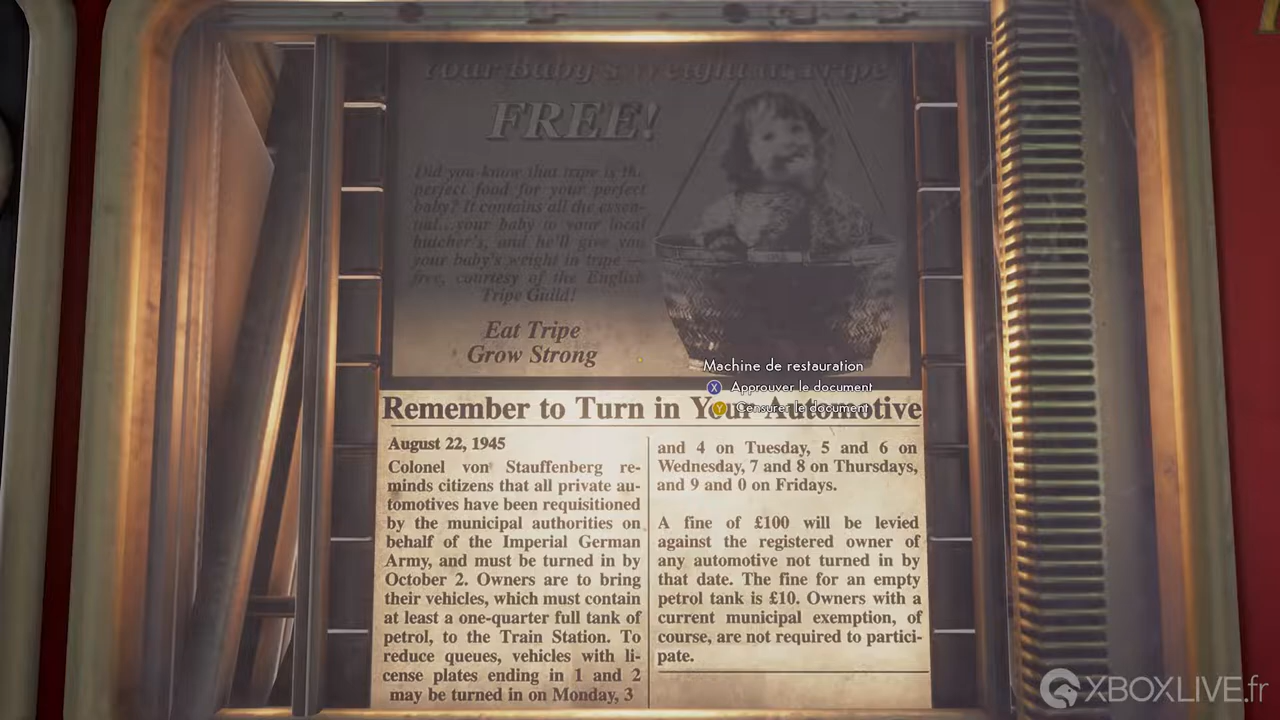 Your Baby's Weight in Tripe
FREE!
Did you know that tripe is the
perfect food for your perfect
baby? It contains all the essen-
tial...your baby to your local
butcher's, and he'll give you
your baby's weight in tripe —
free, courtesy of the English
Tripe Guild!
Eat Tripe
Grow Strong
Machine de restauration
X Approuver le document
Y Censurer le document
Remember to Turn in Your Automotive
August 22, 1945
Colonel von Stauffenberg re-
minds citizens that all private au-
tomotives have been requisitioned
by the municipal authorities on
behalf of the Imperial German
Army, and must be turned in by
October 2. Owners are to bring
their vehicles, which must contain
at least a one-quarter full tank of
petrol, to the Train Station. To
reduce queues, vehicles with li-
cense plates ending in 1 and 2
may be turned in on Monday, 3
and 4 on Tuesday, 5 and 6 on
Wednesday, 7 and 8 on Thursdays,
and 9 and 0 on Fridays.
A fine of £100 will be levied
against the registered owner of
any automotive not turned in by
that date. The fine for an empty
petrol tank is £10. Owners with a
current municipal exemption, of
course, are not required to partici-
pate.
XBOXLIVE.fr